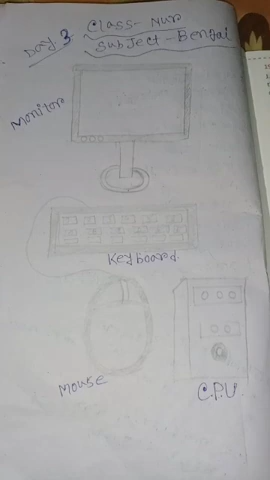 Day 3
Class- Nur
Subject-Bengal
Monitor
Keyboard
Mouse
C.P.U